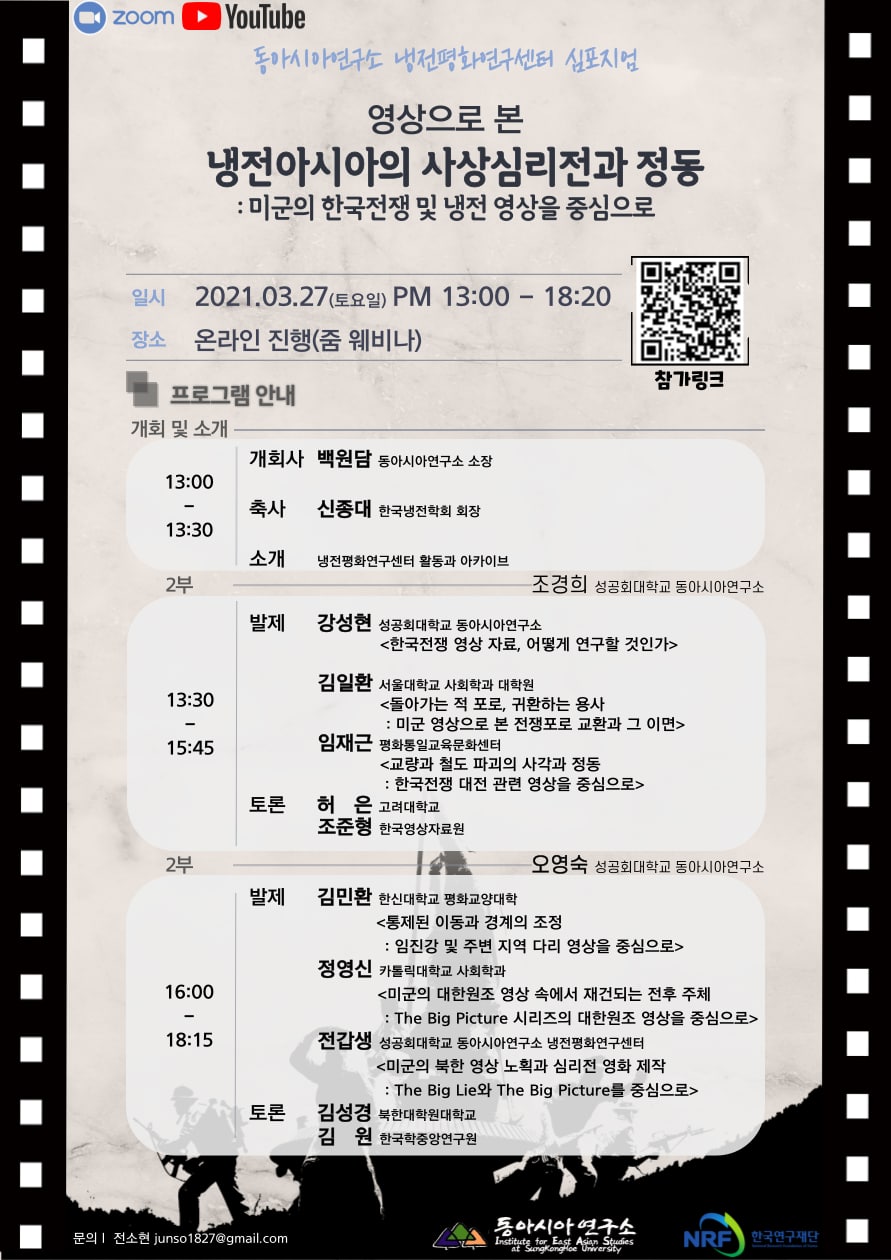 zoom YouTube
동아시아연구소 냉전평화연구센터 심포지엄
영상으로 본
냉전아시아의 사상심리전과 정동
: 미군의 한국전쟁 및 냉전 영상을 중심으로
일시 2021.03.27(토요일) PM 13:00 - 18:20
장소 온라인 진행(줌 웨비나)
참가링크
프로그램 안내
개회 및 소개
13:00
-
13:30
개회사 백원담 동아시아연구소 소장
축사 신종대 한국냉전학회 회장
소개 냉전평화연구센터 활동과 아카이브
2부 조경희 성공회대학교 동아시아연구소
13:30
-
15:45
발제 강성현 성공회대학교 동아시아연구소
<한국전쟁 영상 자료, 어떻게 연구할 것인가>
김일환 서울대학교 사회학과 대학원
<돌아가는 적 포로, 귀환하는 용사
: 미군 영상으로 본 전쟁포로 교환과 그 이면>
임재근 평화통일교육문화센터
<교량과 철도 파괴의 사각과 정동
: 한국전쟁 대전 관련 영상을 중심으로>
토론 허 은 고려대학교
조준형 한국영상자료원
2부 오영숙 성공회대학교 동아시아연구소
16:00
-
18:15
발제 김민환 한신대학교 평화교양대학
<통제된 이동과 경계의 조정
: 임진강 및 주변 지역 다리 영상을 중심으로>
정영신 카톨릭대학교 사회학과
<미군의 대한원조 영상 속에서 재건되는 전후 주체
: The Big Picture 시리즈의 대한원조 영상을 중심으로>
전갑생 성공회대학교 동아시아연구소 냉전평화연구센터
<미군의 북한 영상 노획과 심리전 영화 제작
: The Big Lie와 The Big Picture를 중심으로>
토론 김성경 북한대학원대학교
김 원 한국학중앙연구원
문의 I 전소현 junso1827@gmail.com
동아시아연구소
Institute for East Asian Studies
at SungKongHoe University
NRF 한국연구재단